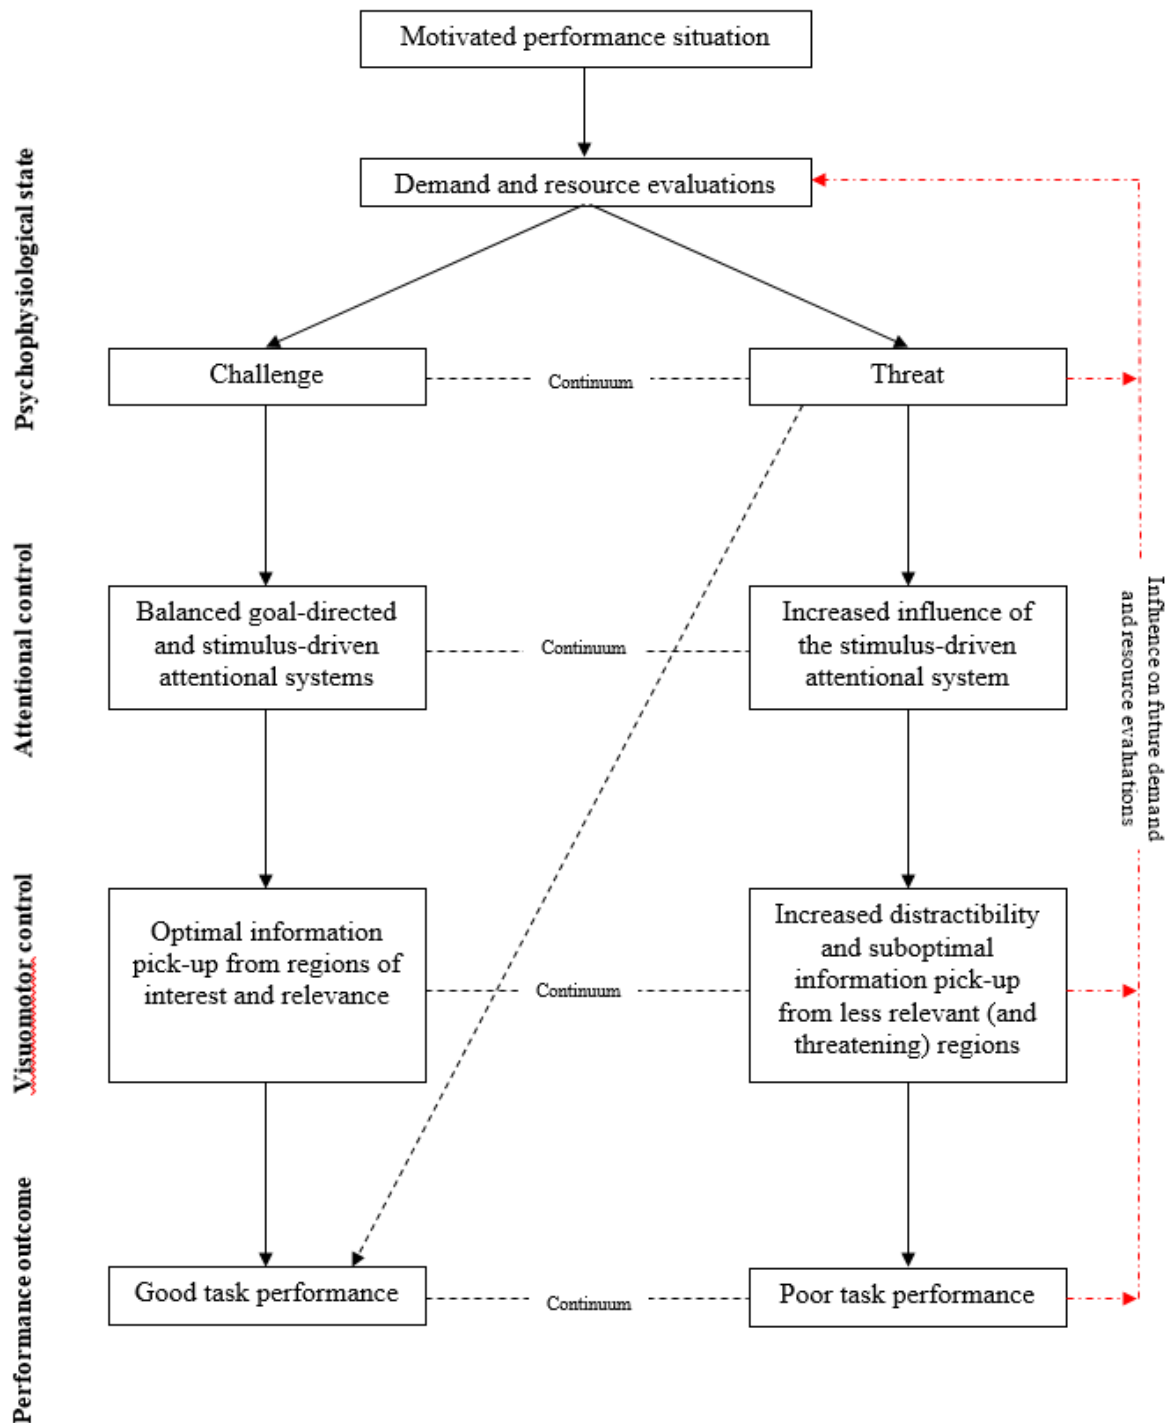 Motivated performance situation
Psychophysiological state
Demand and resource evaluations
Challenge
Continuum
Threat
Attentional control
Balanced goal-directed
and stimulus-driven
attentional systems
Continuum
Increased influence of
the stimulus-driven
attentional system
Influence on future demand
and resource evaluations
Visuomotor control
Optimal information
pick-up from regions of
interest and relevance
Continuum
Increased distractibility
and suboptimal
information pick-up
from less relevant (and
threatening) regions
Performance outcome
Good task performance
Continuum
Poor task performance